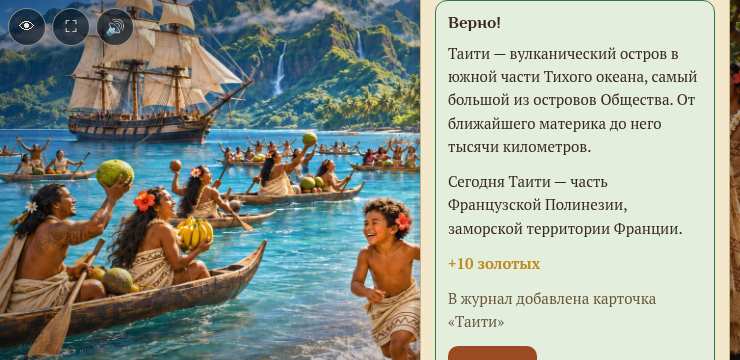 Верно!
Таити — вулканический остров в
южной части Тихого океана, самый
большой из островов Общества. От
ближайшего материка до него
тысячи километров.
Сегодня Таити — часть
Французской Полинезии,
заморской территории Франции.
+10 золотых
В журнал добавлена карточка
«Таити»